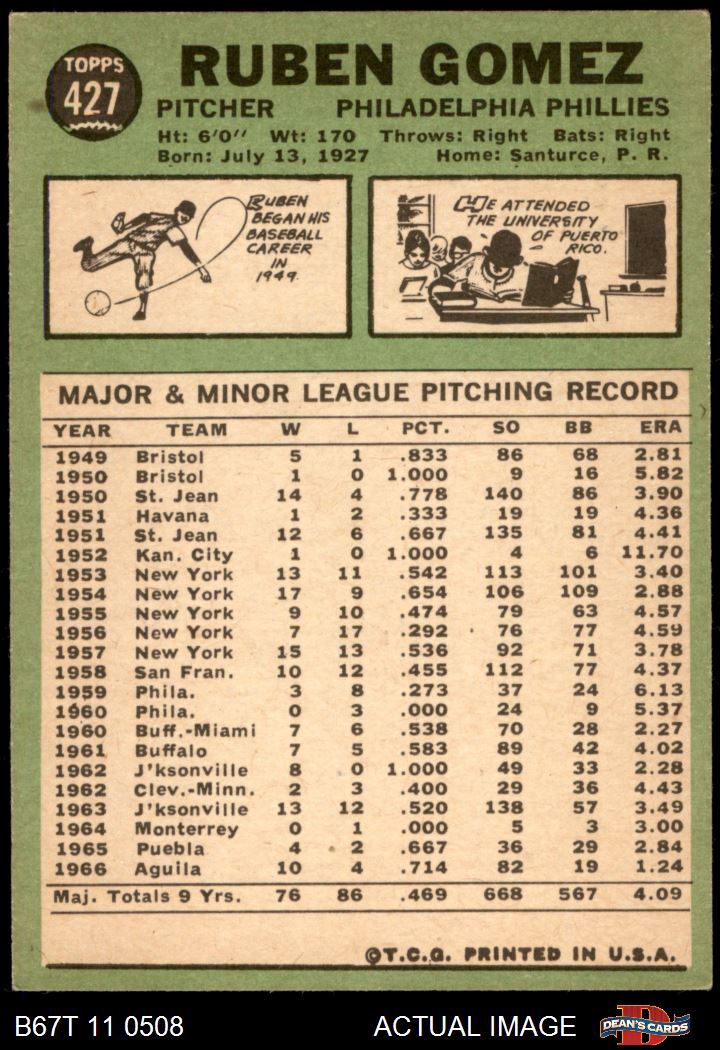 TOPPS
427
RUBEN GOMEZ
PITCHER PHILADELPHIA PHILLIES
Ht: 6'0" Wt: 170 Throws: Right Bats: Right
Born: July 13, 1927 Home: Santurce, P. R.
RUBEN
BEGAN HIS
BASEBALL
CAREER
IN
1949.
HE ATTENDED
THE UNIVERSITY
OF PUERTO
RICO.
MAJOR & MINOR LEAGUE PITCHING RECORD
YEAR TEAM W L PCT. SO BB ERA
1949 Bristol 5 1 .833 86 68 2.81
1950 Bristol 1 0 1.000 9 16 5.82
1950 St. Jean 14 4 .778 140 86 3.90
1951 Havana 1 2 .333 19 19 4.36
1951 St. Jean 12 6 .667 135 81 4.41
1952 Kan. City 1 0 1.000 4 6 11.70
1953 New York 13 11 .542 113 101 3.40
1954 New York 17 9 .654 106 109 2.88
1955 New York 9 10 .474 79 63 4.57
1956 New York 7 17 .292 76 77 4.59
1957 New York 15 13 .536 92 71 3.78
1958 San Fran. 10 12 .455 112 77 4.37
1959 Phila. 3 8 .273 37 24 6.13
1960 Phila. 0 3 .000 24 9 5.37
1960 Buff.-Miami 7 6 .538 70 28 2.27
1961 Buffalo 7 5 .583 89 42 4.02
1962 J'ksonville 8 0 1.000 49 33 2.28
1962 Clev.-Minn. 2 3 .400 29 36 4.43
1963 J'ksonville 13 12 .520 138 57 3.49
1964 Monterrey 0 1 .000 5 3 3.00
1965 Puebla 4 2 .667 36 29 2.84
1966 Aguila 10 4 .714 82 19 1.24
Maj. Totals 9 Yrs. 76 86 .469 668 567 4.09
©T.C.G. PRINTED IN U.S.A.
B67T 11 0508 ACTUAL IMAGE DEAN'S CARDS